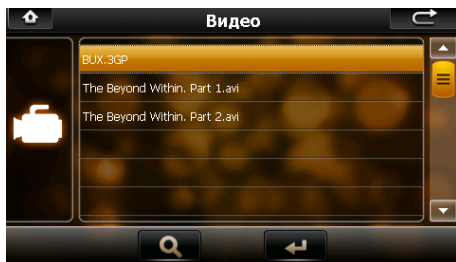 Видео
BUX.3GP
The Beyond Within. Part 1.avi
The Beyond Within. Part 2.avi